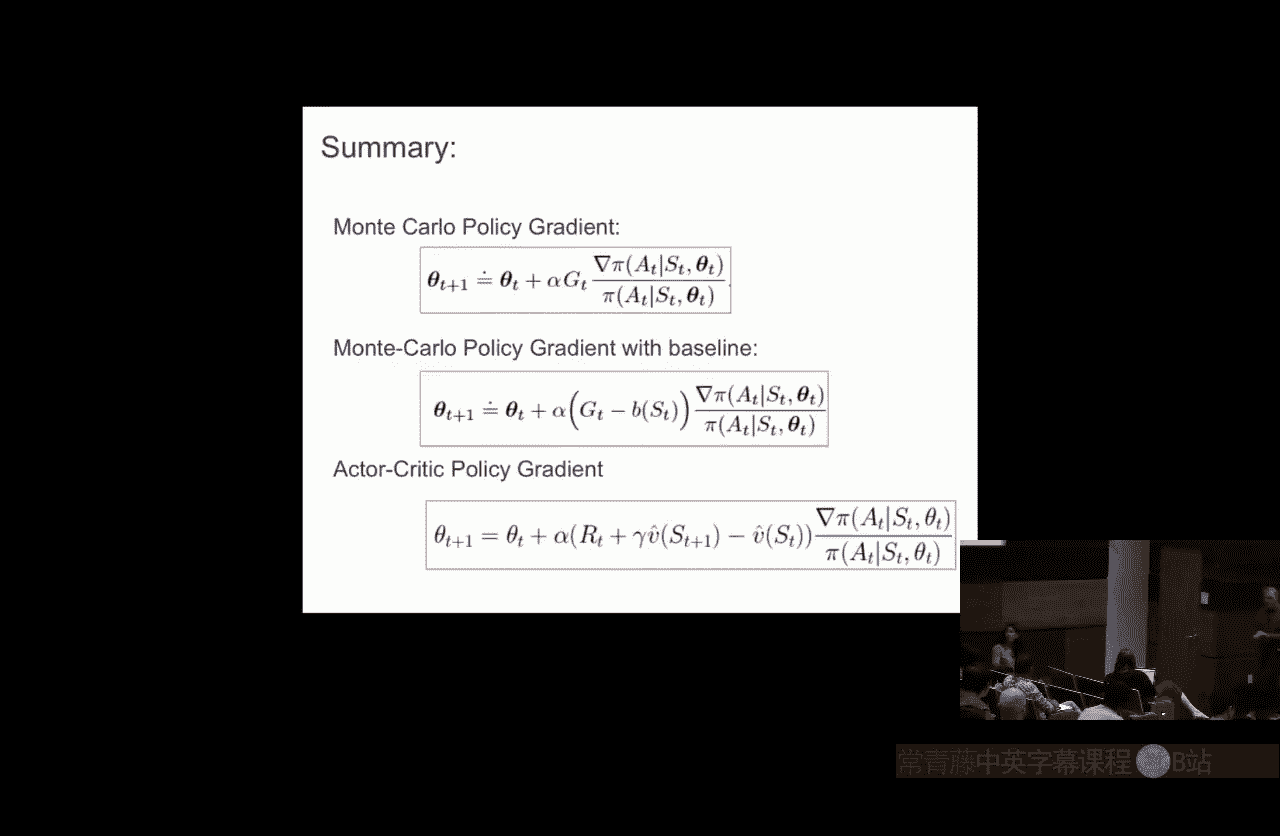 Summary:
Monte Carlo Policy Gradient:
θ_{t+1} ≐ θ_t + αG_t ∇π(A_t|S_t, θ_t) / π(A_t|S_t, θ_t).
Monte-Carlo Policy Gradient with baseline:
θ_{t+1} ≐ θ_t + α(G_t − b(S_t)) ∇π(A_t|S_t, θ_t) / π(A_t|S_t, θ_t)
Actor-Critic Policy Gradient
θ_{t+1} = θ_t + α(R_t + γv̂(S_{t+1}) − v̂(S_t)) ∇π(A_t|S_t, θ_t) / π(A_t|S_t, θ_t)
常青藤中英字幕课程 B站